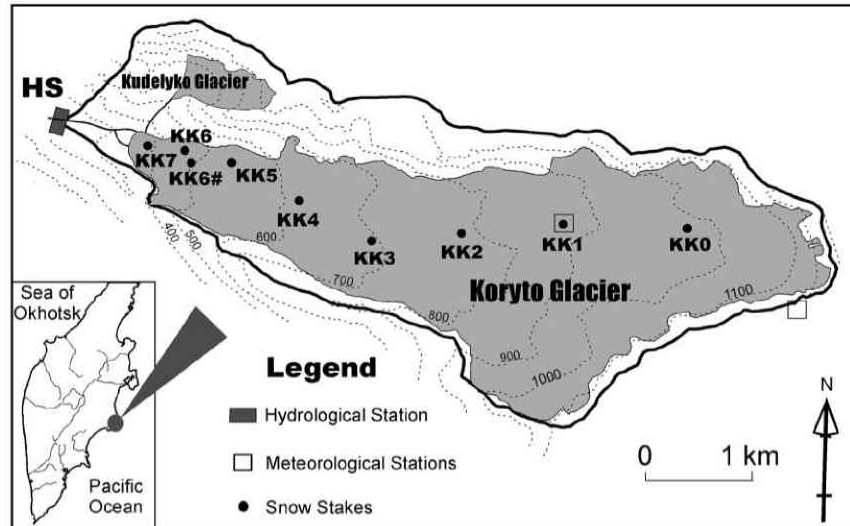 Kudelyko Glacier
HS
KK6
KK7
KK6#
KK5
KK4
KK3
KK2
KK1
KK0
400
500
600
700
800
900
1000
1100
Koryto Glacier
Sea of
Okhotsk
Pacific
Ocean
Legend
Hydrological Station
Meteorological Stations
Snow Stakes
0 1 km
N